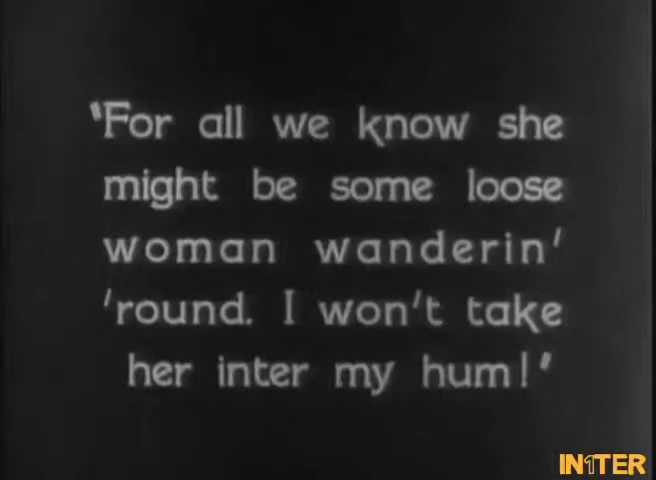 "For all we know she
might be some loose
woman wanderin'
'round. I won't take
her inter my hum!"
IN1TER